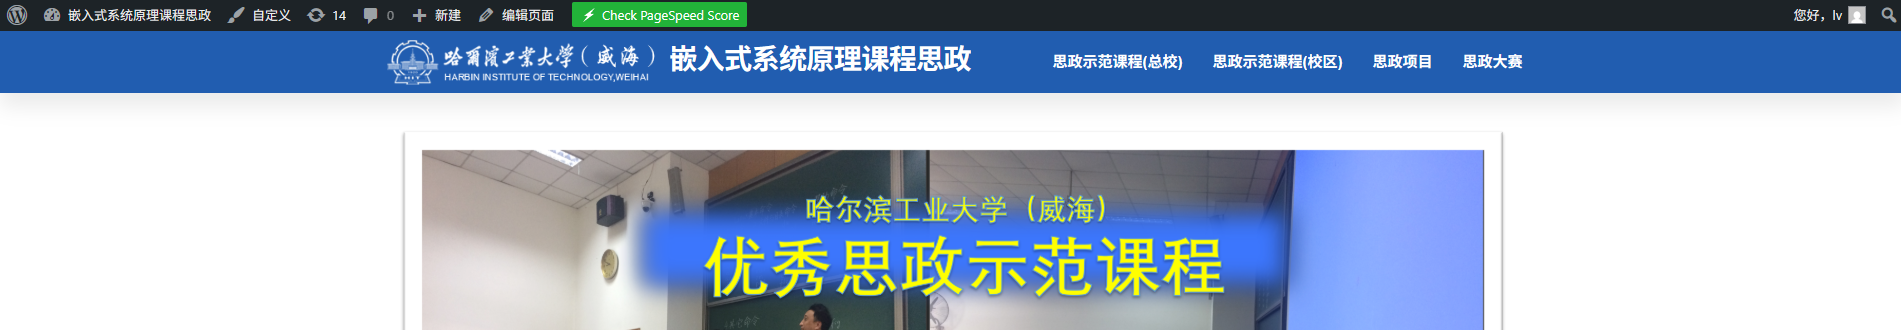 嵌入式系统原理课程思政 自定义 14 0 新建 编辑页面 Check PageSpeed Score 您好，lv
哈爾濱工業大學（威海） 嵌入式系统原理课程思政 思政示范课程(总校) 思政示范课程(校区) 思政项目 思政大赛
HARBIN INSTITUTE OF TECHNOLOGY,WEIHAI
哈尔滨工业大学（威海）
优秀思政示范课程